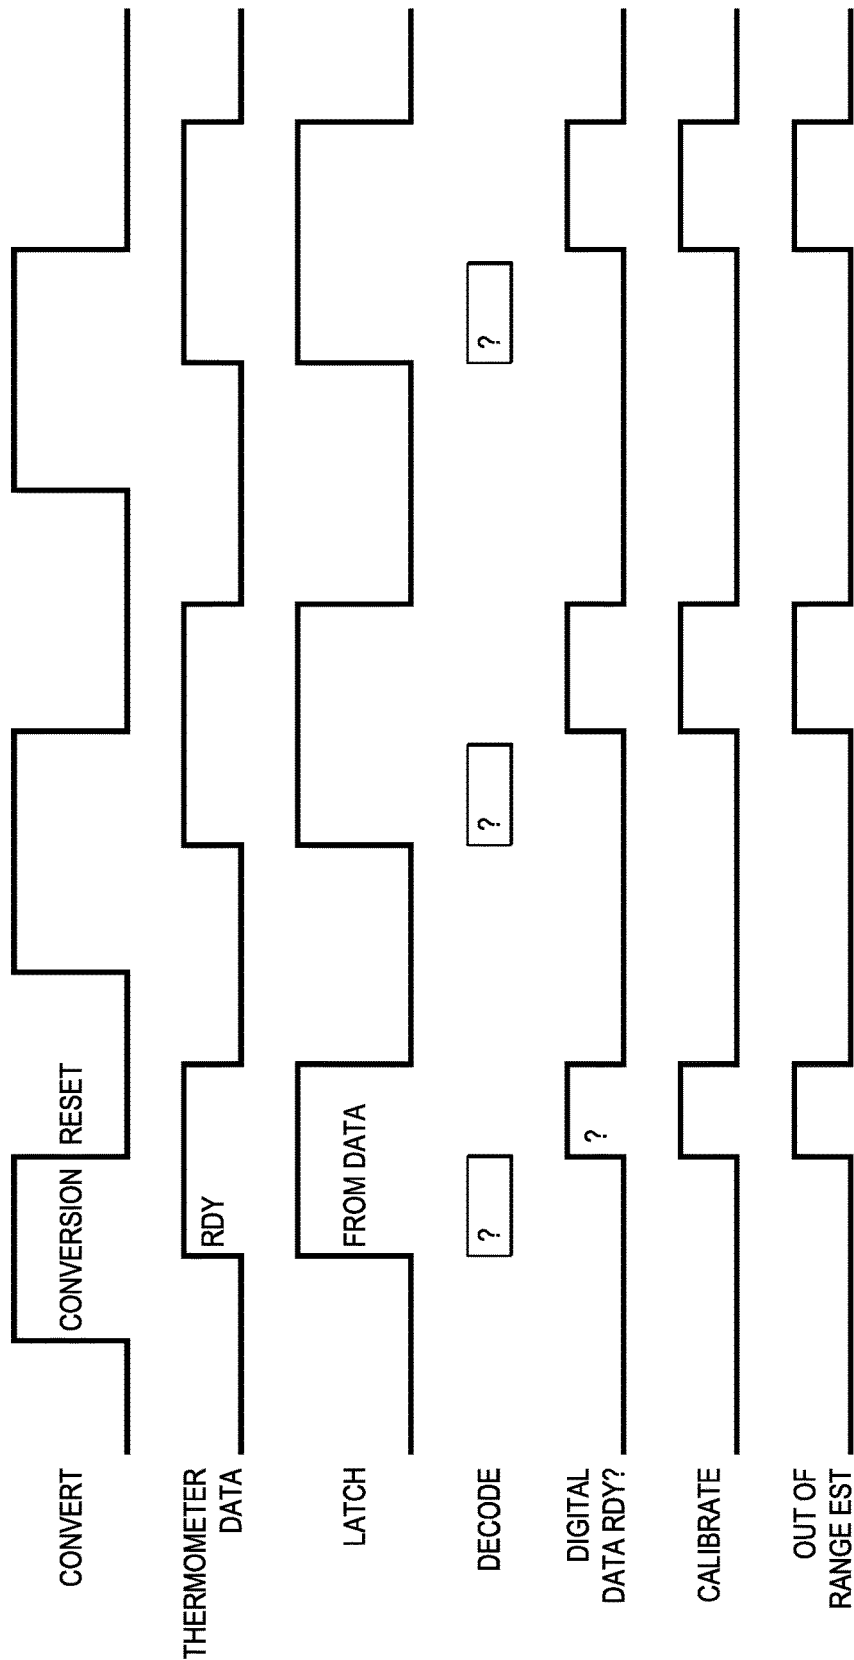 CONVERT
CONVERSION
RESET
THERMOMETER
DATA
RDY
LATCH
FROM DATA
DECODE
?
?
?
DIGITAL
DATA RDY?
?
CALIBRATE
OUT OF
RANGE EST